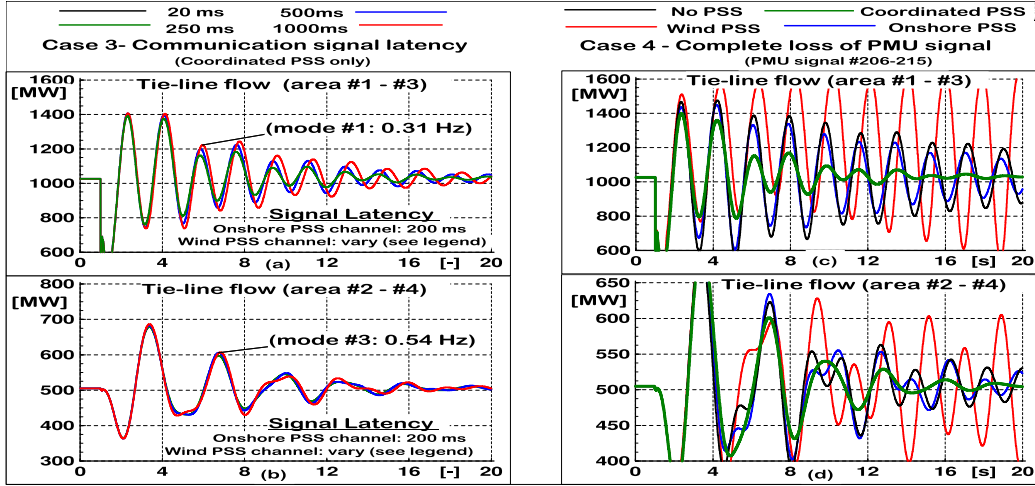 20 ms 500ms
250 ms 1000ms
Case 3- Communication signal latency
(Coordinated PSS only)
1600
[MW]
1400
1200
1000
800
600
Tie-line flow (area #1 - #3)
(mode #1: 0.31 Hz)
Signal Latency
Onshore PSS channel: 200 ms
Wind PSS channel: vary (see legend)
0 4 8 12 16 [-] 20
(a)
800
[MW]
700
600
500
400
300
Tie-line flow (area #2 - #4)
(mode #3: 0.54 Hz)
Signal Latency
Onshore PSS channel: 200 ms
Wind PSS channel: vary (see legend)
0 4 8 12 16 [-] 20
(b)
No PSS Coordinated PSS
Wind PSS Onshore PSS
Case 4 - Complete loss of PMU signal
(PMU signal #206-215)
1600
[MW]
1400
1200
1000
800
600
Tie-line flow (area #1 - #3)
0 4 8 12 16 [s] 20
(c)
650
[MW]
600
550
500
450
400
Tie-line flow (area #2 - #4)
0 4 8 12 16 [s] 20
(d)